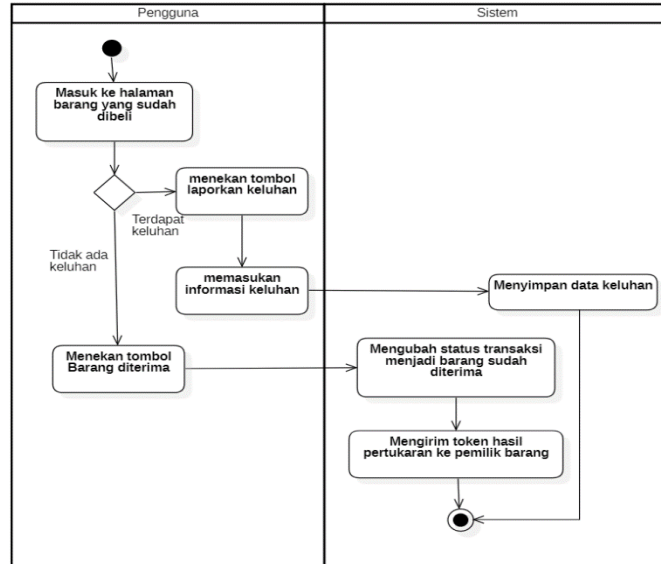 Pengguna
Sistem
Masuk ke halaman
barang yang sudah
dibeli
menekan tombol
laporkan keluhan
Terdapat
keluhan
Tidak ada
keluhan
memasukan
informasi keluhan
Menyimpan data keluhan
Menekan tombol
Barang diterima
Mengubah status transaksi
menjadi barang sudah
diterima
Mengirim token hasil
pertukaran ke pemilik barang